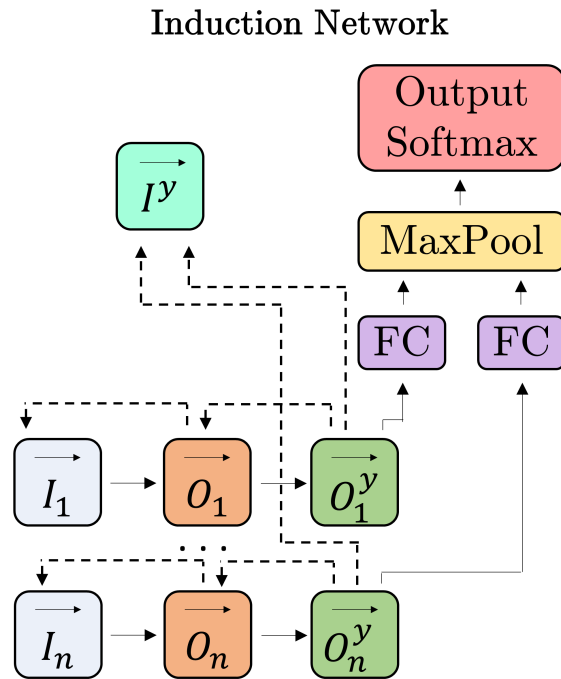 Induction Network
Output
Softmax
I^y
MaxPool
FC FC
I_1 O_1 O_1^y
. . .
I_n O_n O_n^y